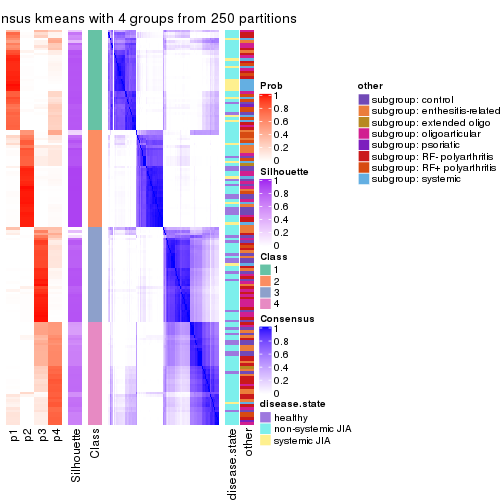 nsus kmeans with 4 groups from 250 partitions
Prob
1
0.8
0.6
0.4
0.2
0
Silhouette
1
0.8
0.6
0.4
0.2
0
Class
1
2
3
4
Consensus
1
0.8
0.6
0.4
0.2
0
disease.state
healthy
non-systemic JIA
systemic JIA
other
subgroup: control
subgroup: enthesitis-related
subgroup: extended oligo
subgroup: oligoarticular
subgroup: psoriatic
subgroup: RF- polyarthritis
subgroup: RF+ polyarthritis
subgroup: systemic
p1
p2
p3
p4
Silhouette
Class
disease.state
other